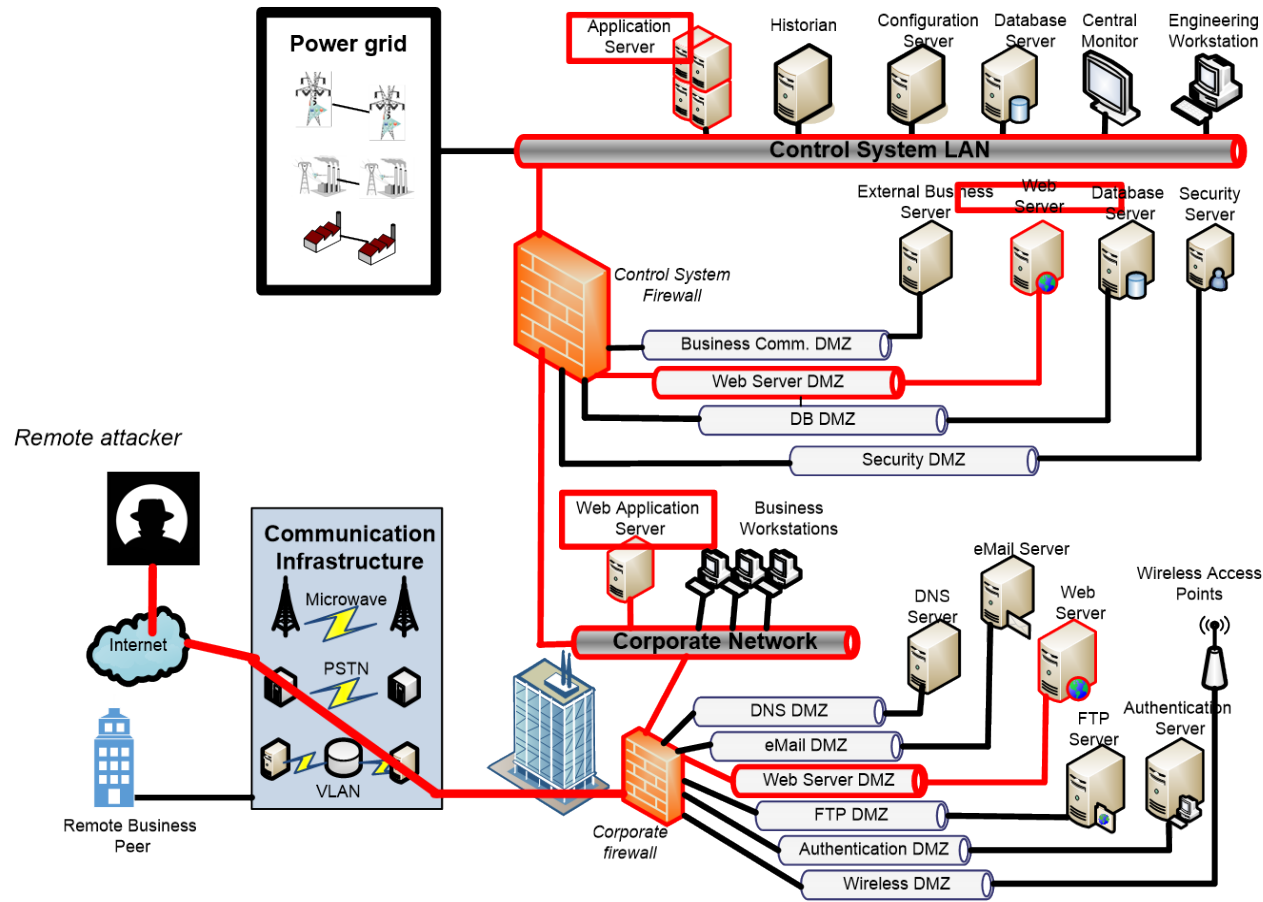 Power grid
Application
Server
Historian
Configuration
Server
Database
Server
Central
Monitor
Engineering
Workstation
Control System LAN
External Business
Server
Web
Server
Database
Server
Security
Server
Control System
Firewall
Business Comm. DMZ
Web Server DMZ
DB DMZ
Security DMZ
Remote attacker
Internet
Communication
Infrastructure
Microwave
PSTN
VLAN
Remote Business
Peer
Web Application
Server
Business
Workstations
Corporate Network
eMail Server
DNS
Server
Web
Server
Wireless Access
Points
FTP
Server
Authentication
Server
DNS DMZ
eMail DMZ
Web Server DMZ
FTP DMZ
Authentication DMZ
Wireless DMZ
Corporate
firewall